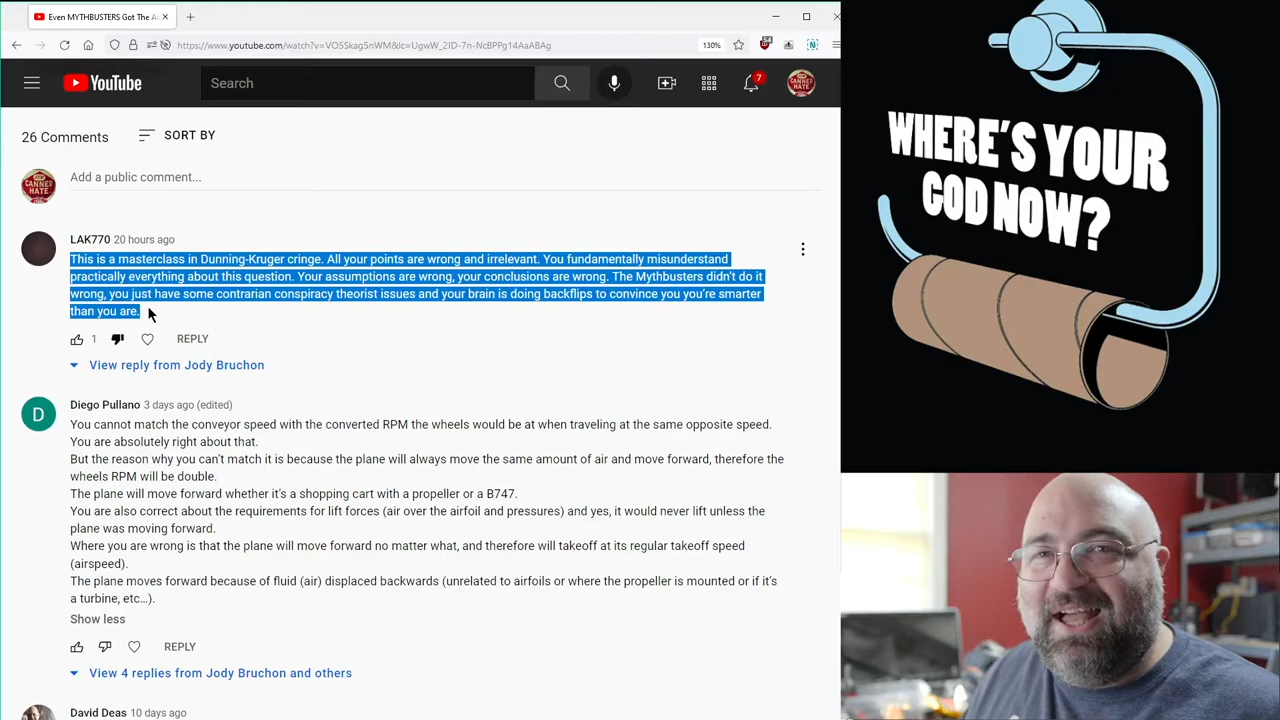 Even MYTHBUSTERS Got The A
https://www.youtube.com/watch?v=VO5SkagSnWM&lc=UgwW_2ID-7n-NcBPPg14AaABAg
130%
54
N
YouTube
Search
7
CANNED
HATE
26 Comments
SORT BY
CANNED
HATE
Add a public comment...
LAK770 20 hours ago
This is a masterclass in Dunning-Kruger cringe. All your points are wrong and irrelevant. You fundamentally misunderstand
practically everything about this question. Your assumptions are wrong, your conclusions are wrong. The Mythbusters didn't do it
wrong, you just have some contrarian conspiracy theorist issues and your brain is doing backflips to convince you you're smarter
than you are.
1
REPLY
View reply from Jody Bruchon
D
Diego Pullano 3 days ago (edited)
You cannot match the conveyor speed with the converted RPM the wheels would be at when traveling at the same opposite speed.
You are absolutely right about that.
But the reason why you can't match it is because the plane will always move the same amount of air and move forward, therefore the
wheels RPM will be double.
The plane will move forward whether it's a shopping cart with a propeller or a B747.
You are also correct about the requirements for lift forces (air over the airfoil and pressures) and yes, it would never lift unless the
plane was moving forward.
Where you are wrong is that the plane will move forward no matter what, and therefore will takeoff at its regular takeoff speed
(airspeed).
The plane moves forward because of fluid (air) displaced backwards (unrelated to airfoils or where the propeller is mounted or if it's
a turbine, etc...).
Show less
REPLY
View 4 replies from Jody Bruchon and others
David Deas 10 days ago
WHERE'S YOUR
GOD NOW?